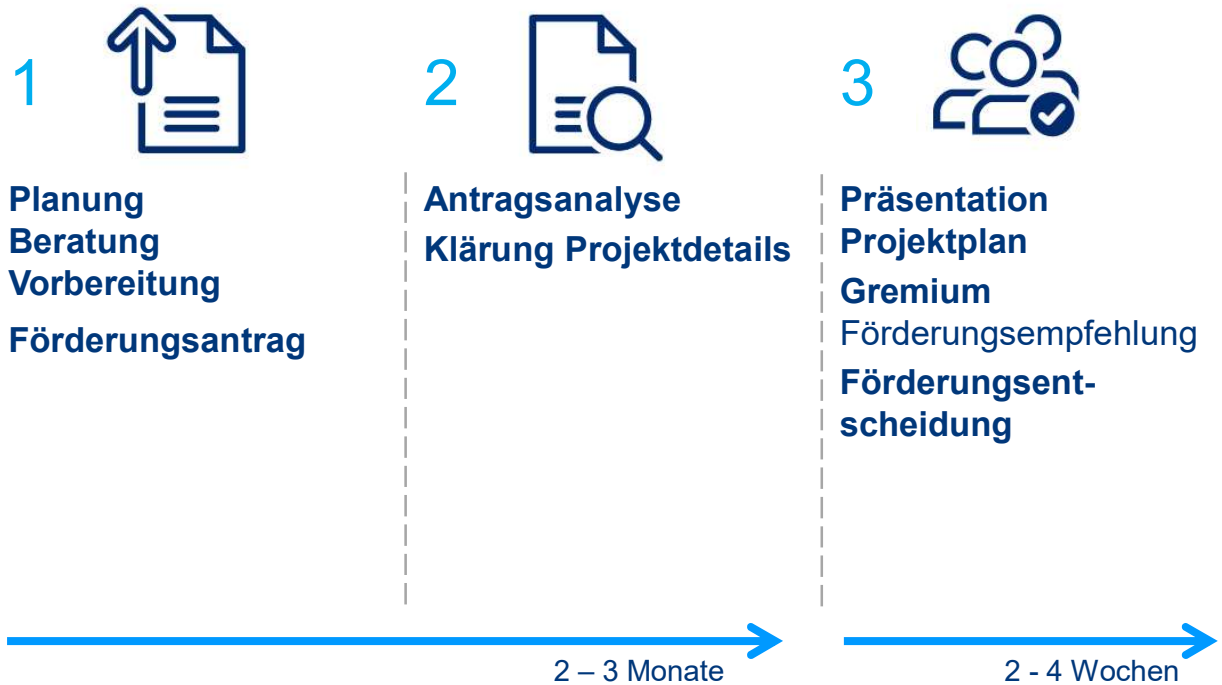 1
Planung
Beratung
Vorbereitung
Förderungsantrag
2
Antragsanalyse
Klärung Projektdetails
3
Präsentation
Projektplan
Gremium
Förderungsempfehlung
Förderungsent-
scheidung
2 – 3 Monate
2 - 4 Wochen